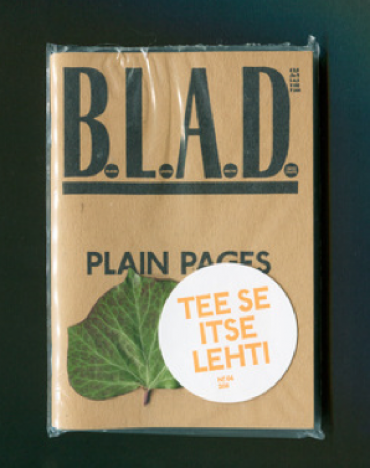 B.L.A.D.
PLAIN PAGES
TEE SE
ITSE
LEHTI